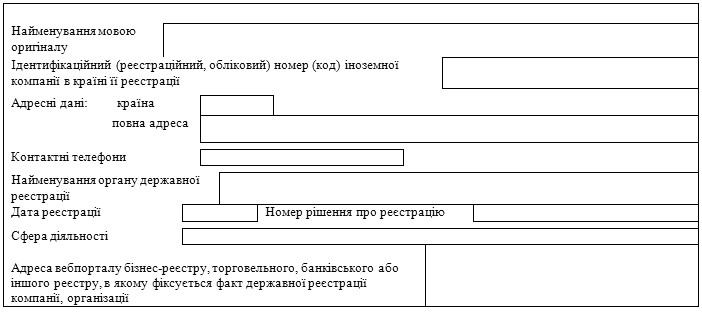 Найменування мовою
оригіналу
Ідентифікаційний (реєстраційний, обліковий) номер (код) іноземної
компанії в країні її реєстрації
Адресні дані: країна
повна адреса
Контактні телефони
Найменування органу державної
реєстрації
Дата реєстрації Номер рішення про реєстрацію
Сфера діяльності
Адреса вебпорталу бізнес-реєстру, торговельного, банківського або
іншого реєстру, в якому фіксується факт державної реєстрації
компанії, організації